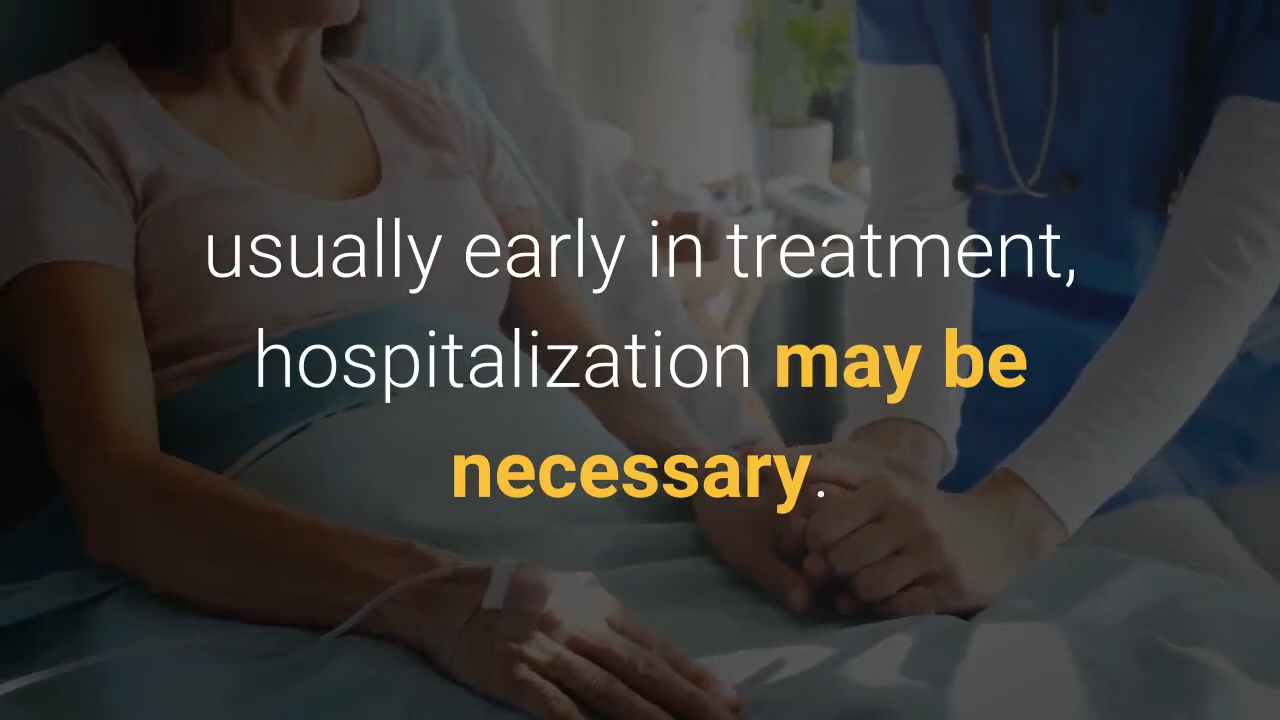 usually early in treatment,
hospitalization may be
necessary.